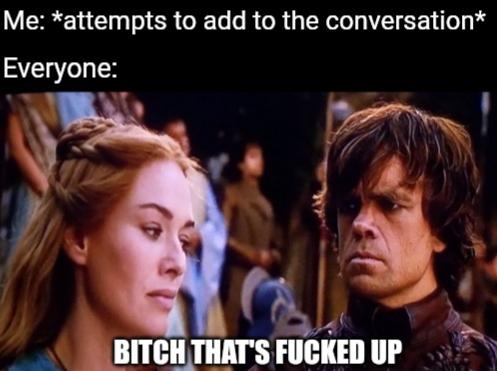 Me: *attempts to add to the conversation*
Everyone:
BITCH THAT'S FUCKED UP